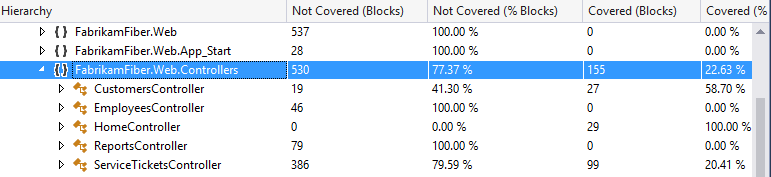 Hierarchy Not Covered (Blocks) Not Covered (% Blocks) Covered (Blocks) Covered (%
{ } FabrikamFiber.Web 537 100.00 % 0 0.00 %
{ } FabrikamFiber.Web.App_Start 28 100.00 % 0 0.00 %
{ } FabrikamFiber.Web.Controllers 530 77.37 % 155 22.63 %
CustomersController 19 41.30 % 27 58.70 %
EmployeesController 46 100.00 % 0 0.00 %
HomeController 0 0.00 % 29 100.00 %
ReportsController 79 100.00 % 0 0.00 %
ServiceTicketsController 386 79.59 % 99 20.41 %